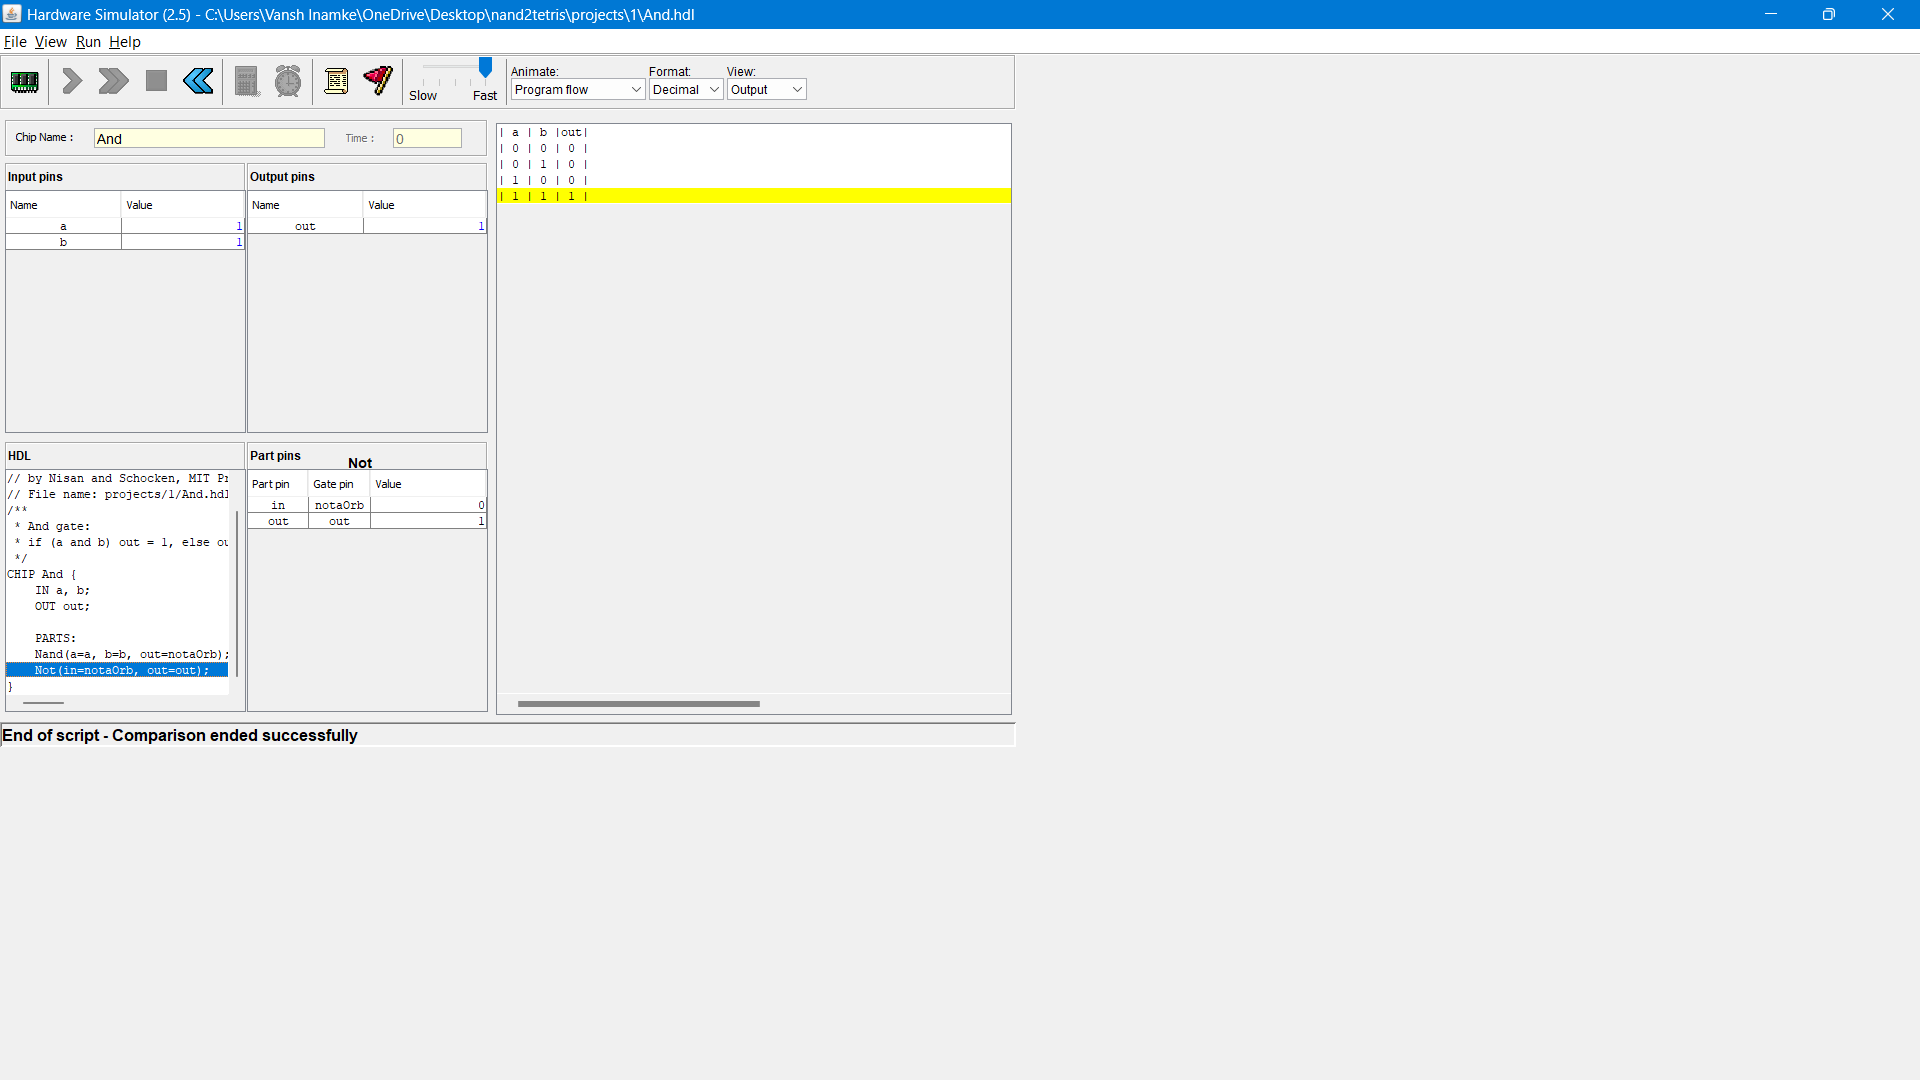 Hardware Simulator (2.5) - C:\Users\Vansh Inamke\OneDrive\Desktop\nand2tetris\projects\1\And.hdl
File View Run Help
Slow Fast
Animate: Format: View:
Program flow Decimal Output
Chip Name : And Time : 0
Input pins
Name Value
a 1
b 1
Output pins
Name Value
out 1
| a | b |out|
| 0 | 0 | 0 |
| 0 | 1 | 0 |
| 1 | 0 | 0 |
| 1 | 1 | 1 |
HDL
// by Nisan and Schocken, MIT Pr
// File name: projects/1/And.hdl
/**
* And gate:
* if (a and b) out = 1, else ou
*/
CHIP And {
IN a, b;
OUT out;
PARTS:
Nand(a=a, b=b, out=notaOrb);
Not(in=notaOrb, out=out);
}
Part pins
Not
Part pin Gate pin Value
in notaOrb 0
out out 1
End of script - Comparison ended successfully